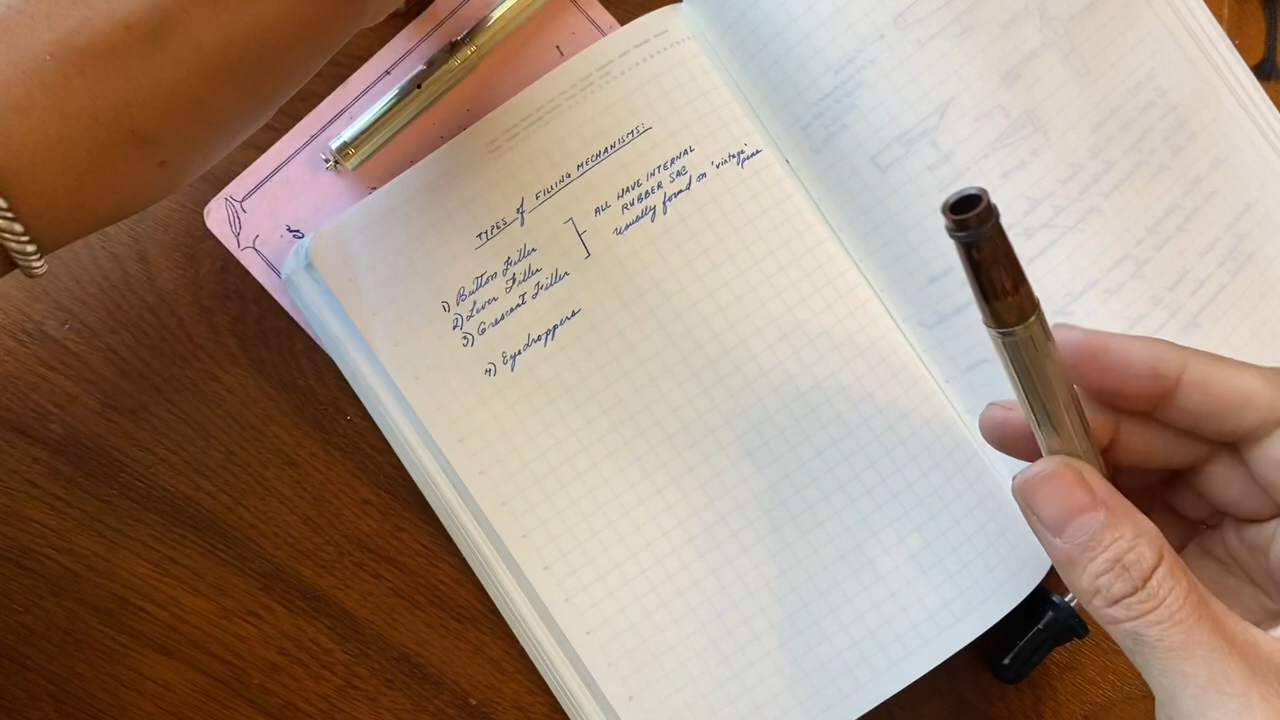 TYPES of FILLING MECHANISMS:
1) Button Filler
2) Lever Filler
3) Crescent Filler
ALL HAVE INTERNAL
RUBBER SAC
usually found on 'vintage'
pens
4) Eyedroppers